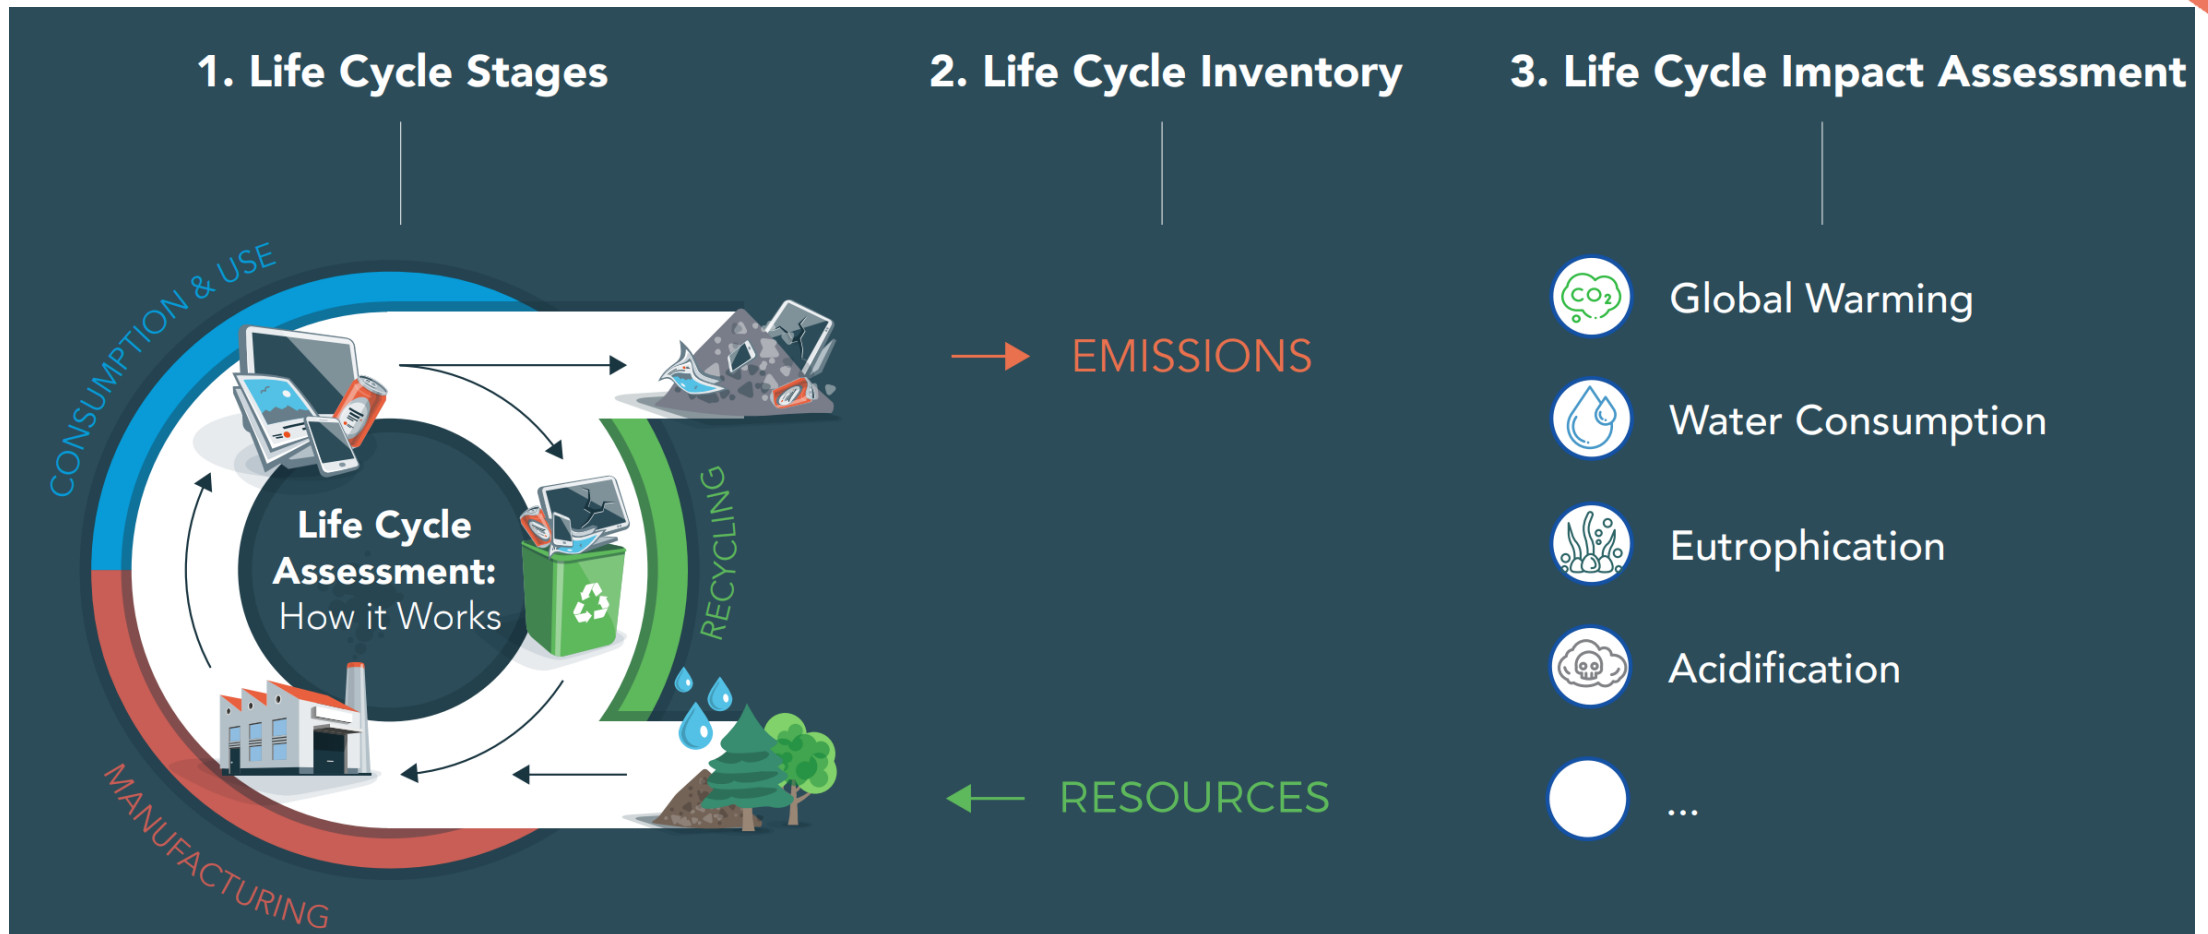 1. Life Cycle Stages
2. Life Cycle Inventory
3. Life Cycle Impact Assessment
CONSUMPTION & USE
RECYCLING
MANUFACTURING
Life Cycle
Assessment:
How it Works
EMISSIONS
RESOURCES
CO2
Global Warming
Water Consumption
Eutrophication
Acidification
...